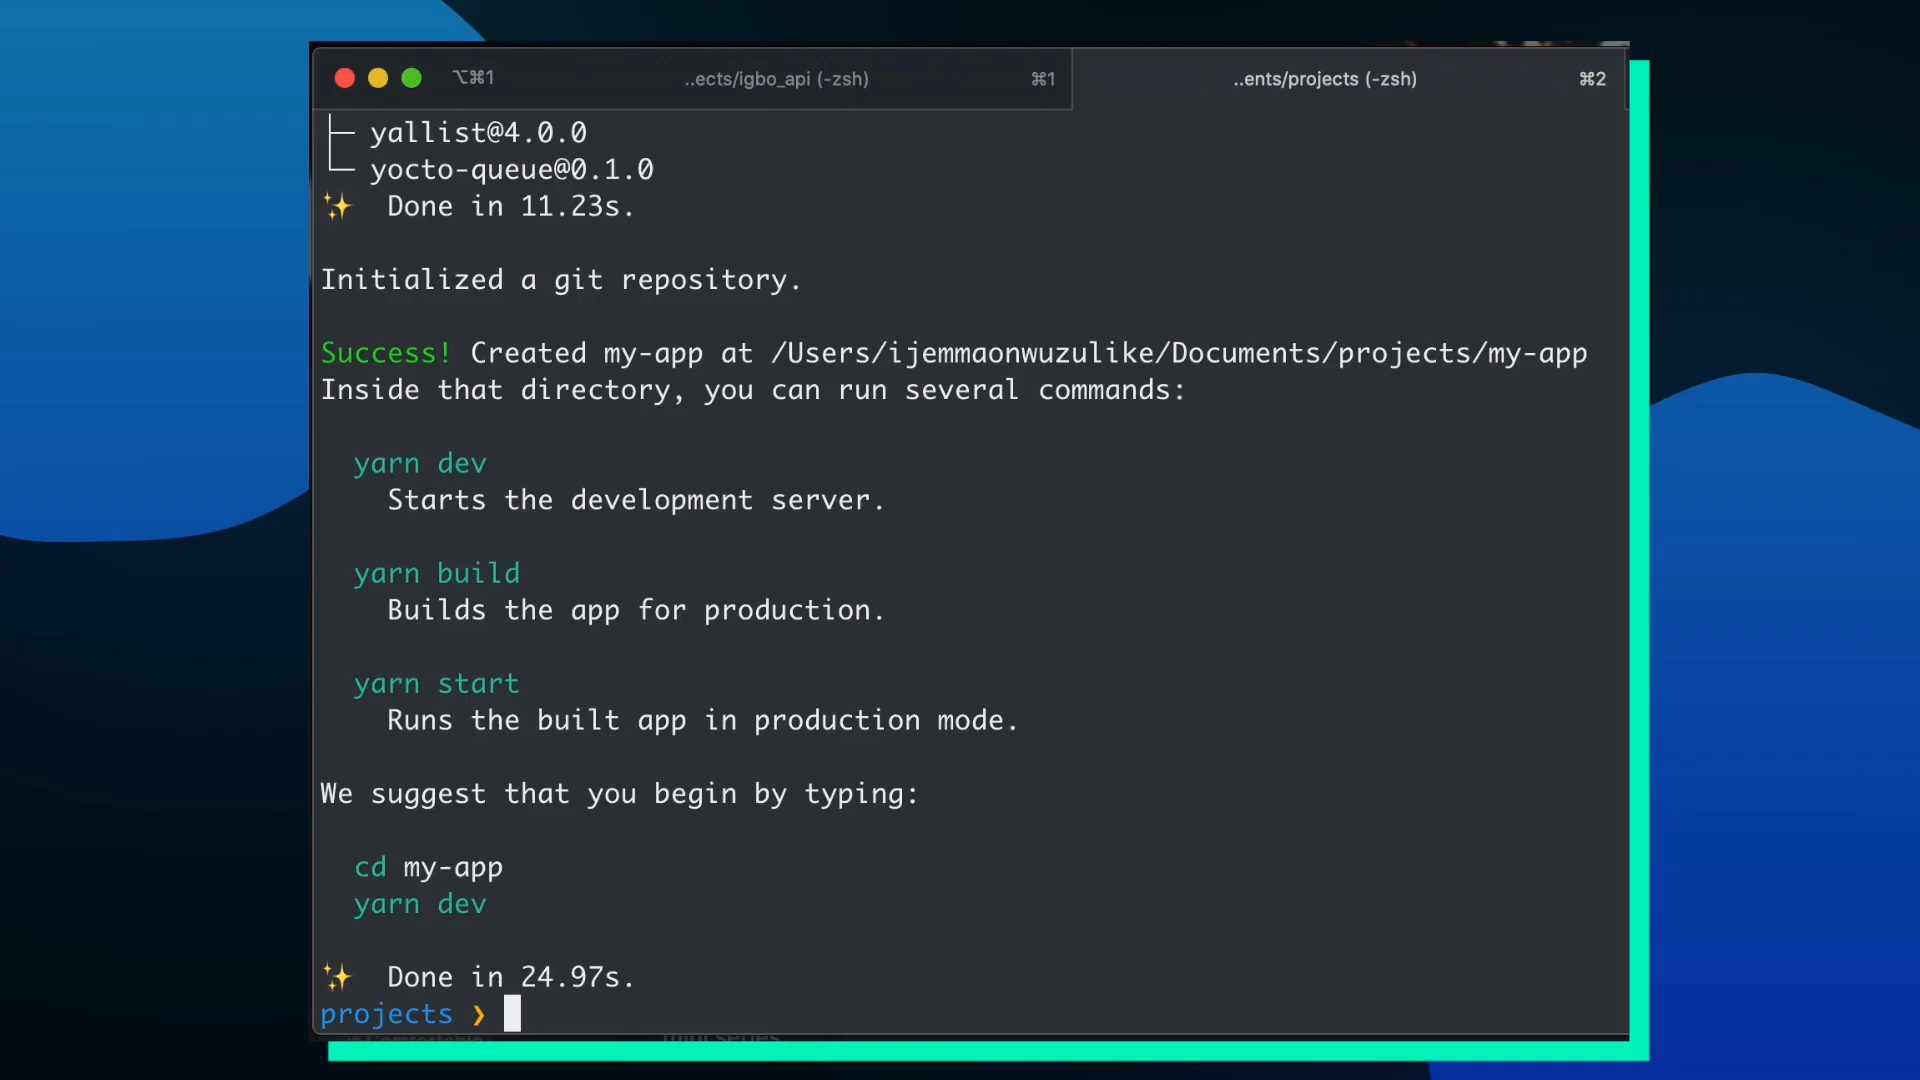 ⌥⌘1 ..ects/igbo_api (-zsh) ⌘1 ..ents/projects (-zsh) ⌘2
├─ yallist@4.0.0
└─ yocto-queue@0.1.0
✨ Done in 11.23s.
Initialized a git repository.
Success! Created my-app at /Users/ijemmaonwuzulike/Documents/projects/my-app
Inside that directory, you can run several commands:
yarn dev
Starts the development server.
yarn build
Builds the app for production.
yarn start
Runs the built app in production mode.
We suggest that you begin by typing:
cd my-app
yarn dev
✨ Done in 24.97s.
projects ❯